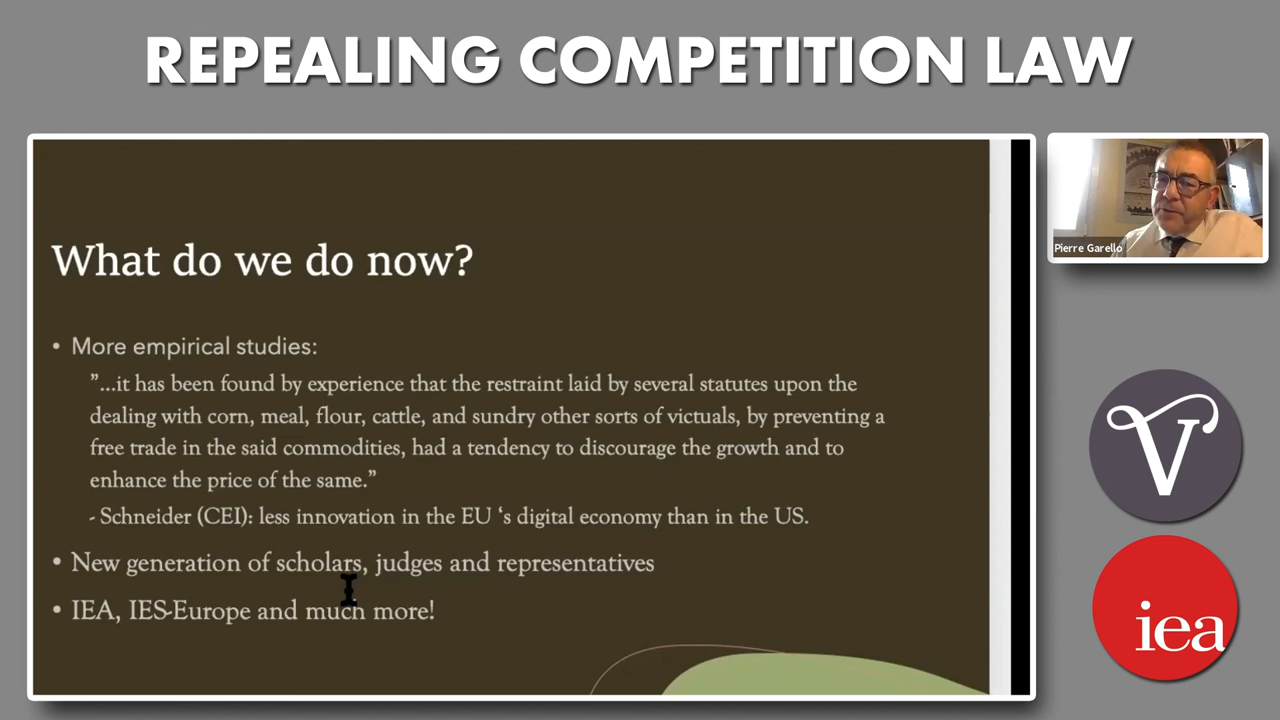 REPEALING COMPETITION LAW
What do we do now?
• More empirical studies:
”...it has been found by experience that the restraint laid by several statutes upon the
dealing with corn, meal, flour, cattle, and sundry other sorts of victuals, by preventing a
free trade in the said commodities, had a tendency to discourage the growth and to
enhance the price of the same.”
- Schneider (CEI): less innovation in the EU ‘s digital economy than in the US.
• New generation of scholars, judges and representatives
• IEA, IES-Europe and much more!
Pierre Garello
V
iea